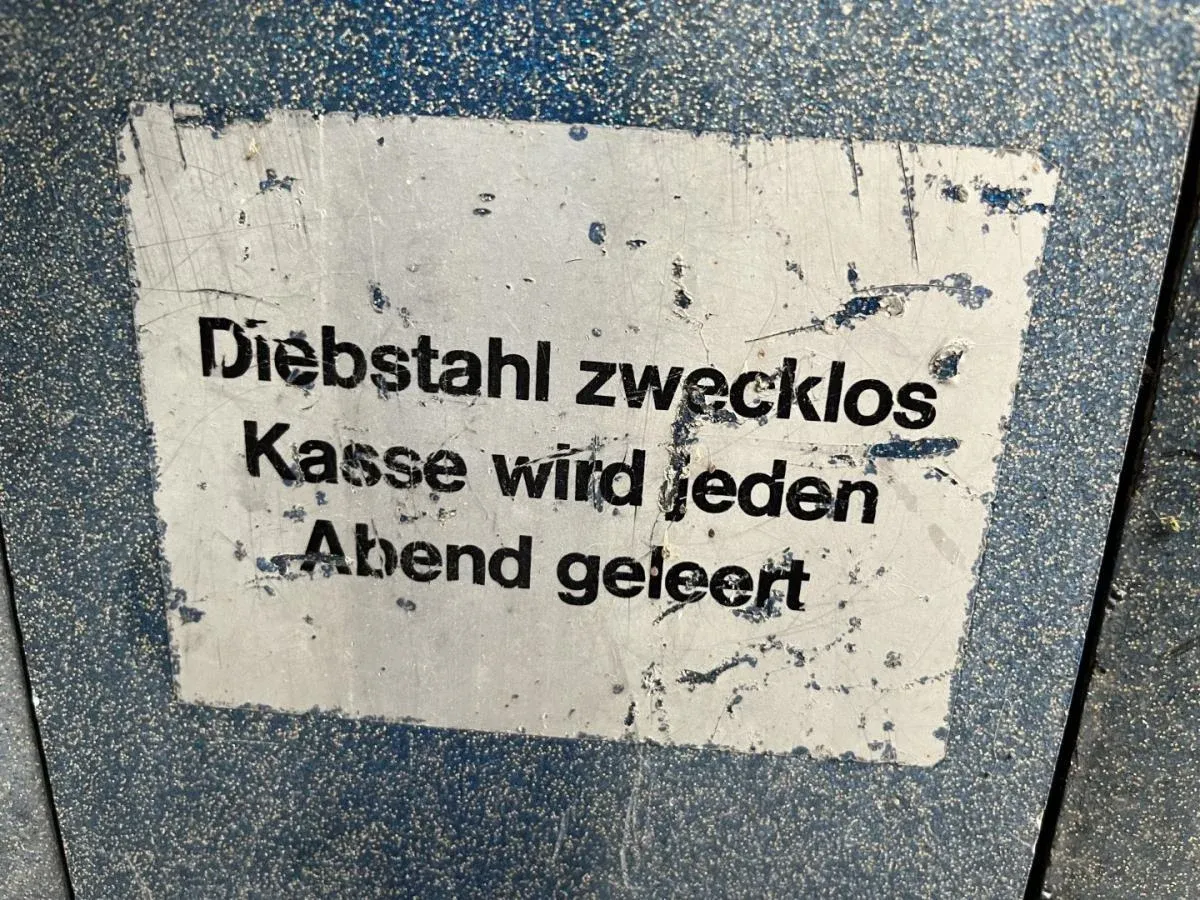 Diebstahl zwecklos
Kasse wird jeden
Abend geleert